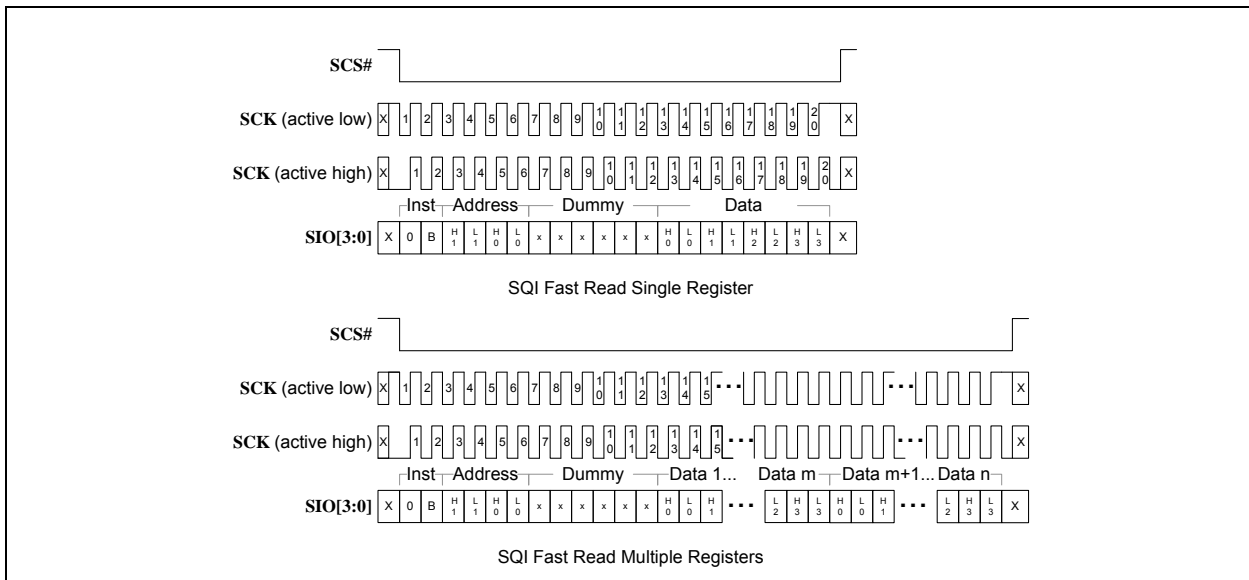 SCS#
SCK (active low) X 1 2 3 4 5 6 7 8 9 10 11 12 13 14 15 16 17 18 19 20 X
SCK (active high) X 1 2 3 4 5 6 7 8 9 10 11 12 13 14 15 16 17 18 19 20 X
Inst Address Dummy Data
SIO[3:0] X 0 B H1 L1 H0 L0 x x x x x x H0 L0 H1 L1 H2 L2 H3 L3 X
SQI Fast Read Single Register
SCS#
SCK (active low) X 1 2 3 4 5 6 7 8 9 10 11 12 13 14 15 ... ... X
SCK (active high) X 1 2 3 4 5 6 7 8 9 10 11 12 13 14 15 ... ... X
Inst Address Dummy Data 1... Data m Data m+1... Data n
SIO[3:0] X 0 B H1 L1 H0 L0 x x x x x x H0 L0 H1 ... L2 H3 L3 H0 L0 H1 ... L2 H3 L3 X
SQI Fast Read Multiple Registers